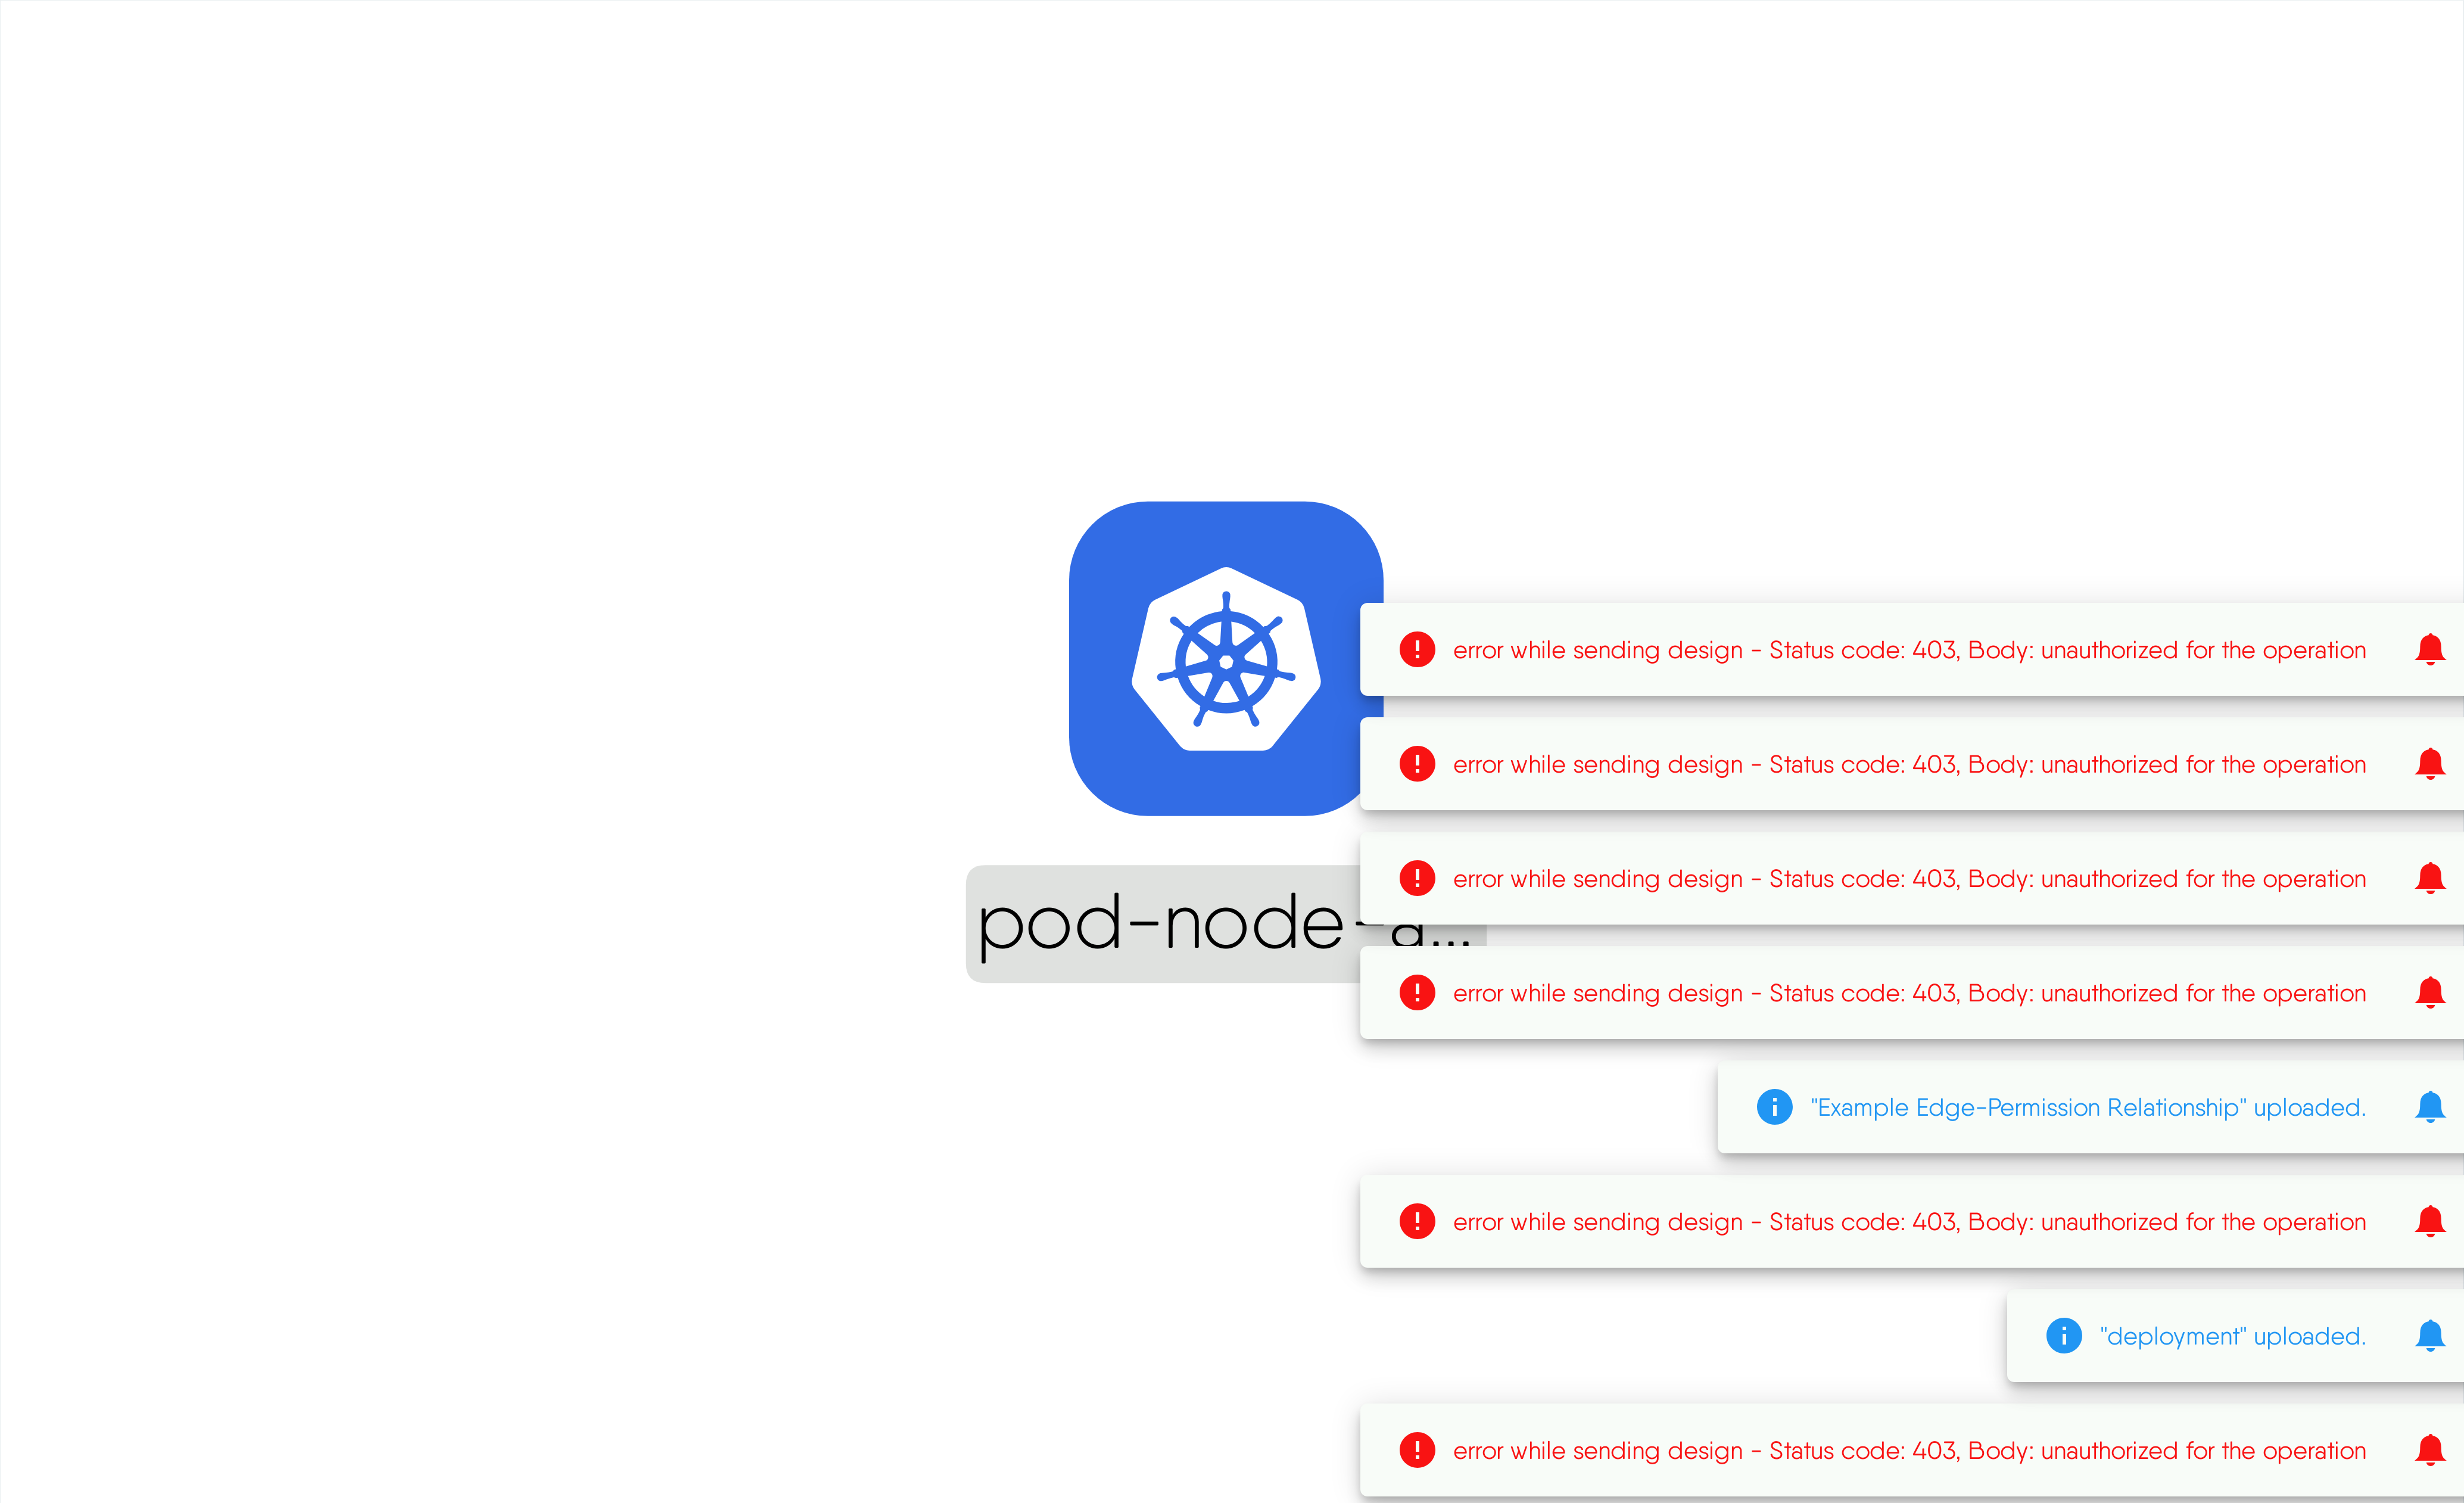 error while sending design - Status code: 403, Body: unauthorized for the operation
error while sending design - Status code: 403, Body: unauthorized for the operation
error while sending design - Status code: 403, Body: unauthorized for the operation
pod-node-a...
error while sending design - Status code: 403, Body: unauthorized for the operation
"Example Edge-Permission Relationship" uploaded.
error while sending design - Status code: 403, Body: unauthorized for the operation
"deployment" uploaded.
error while sending design - Status code: 403, Body: unauthorized for the operation